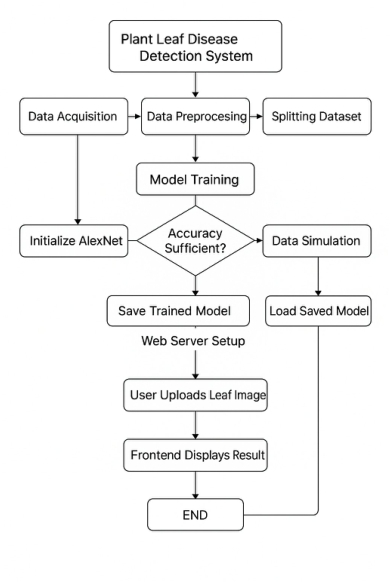 Plant Leaf Disease
Detection System
Data Acquisition
Data Preprocesing
Splitting Dataset
Model Training
Initialize AlexNet
Accuracy
Sufficient?
Data Simulation
Save Trained Model
Load Saved Model
Web Server Setup
User Uploads Leaf Image
Frontend Displays Result
END